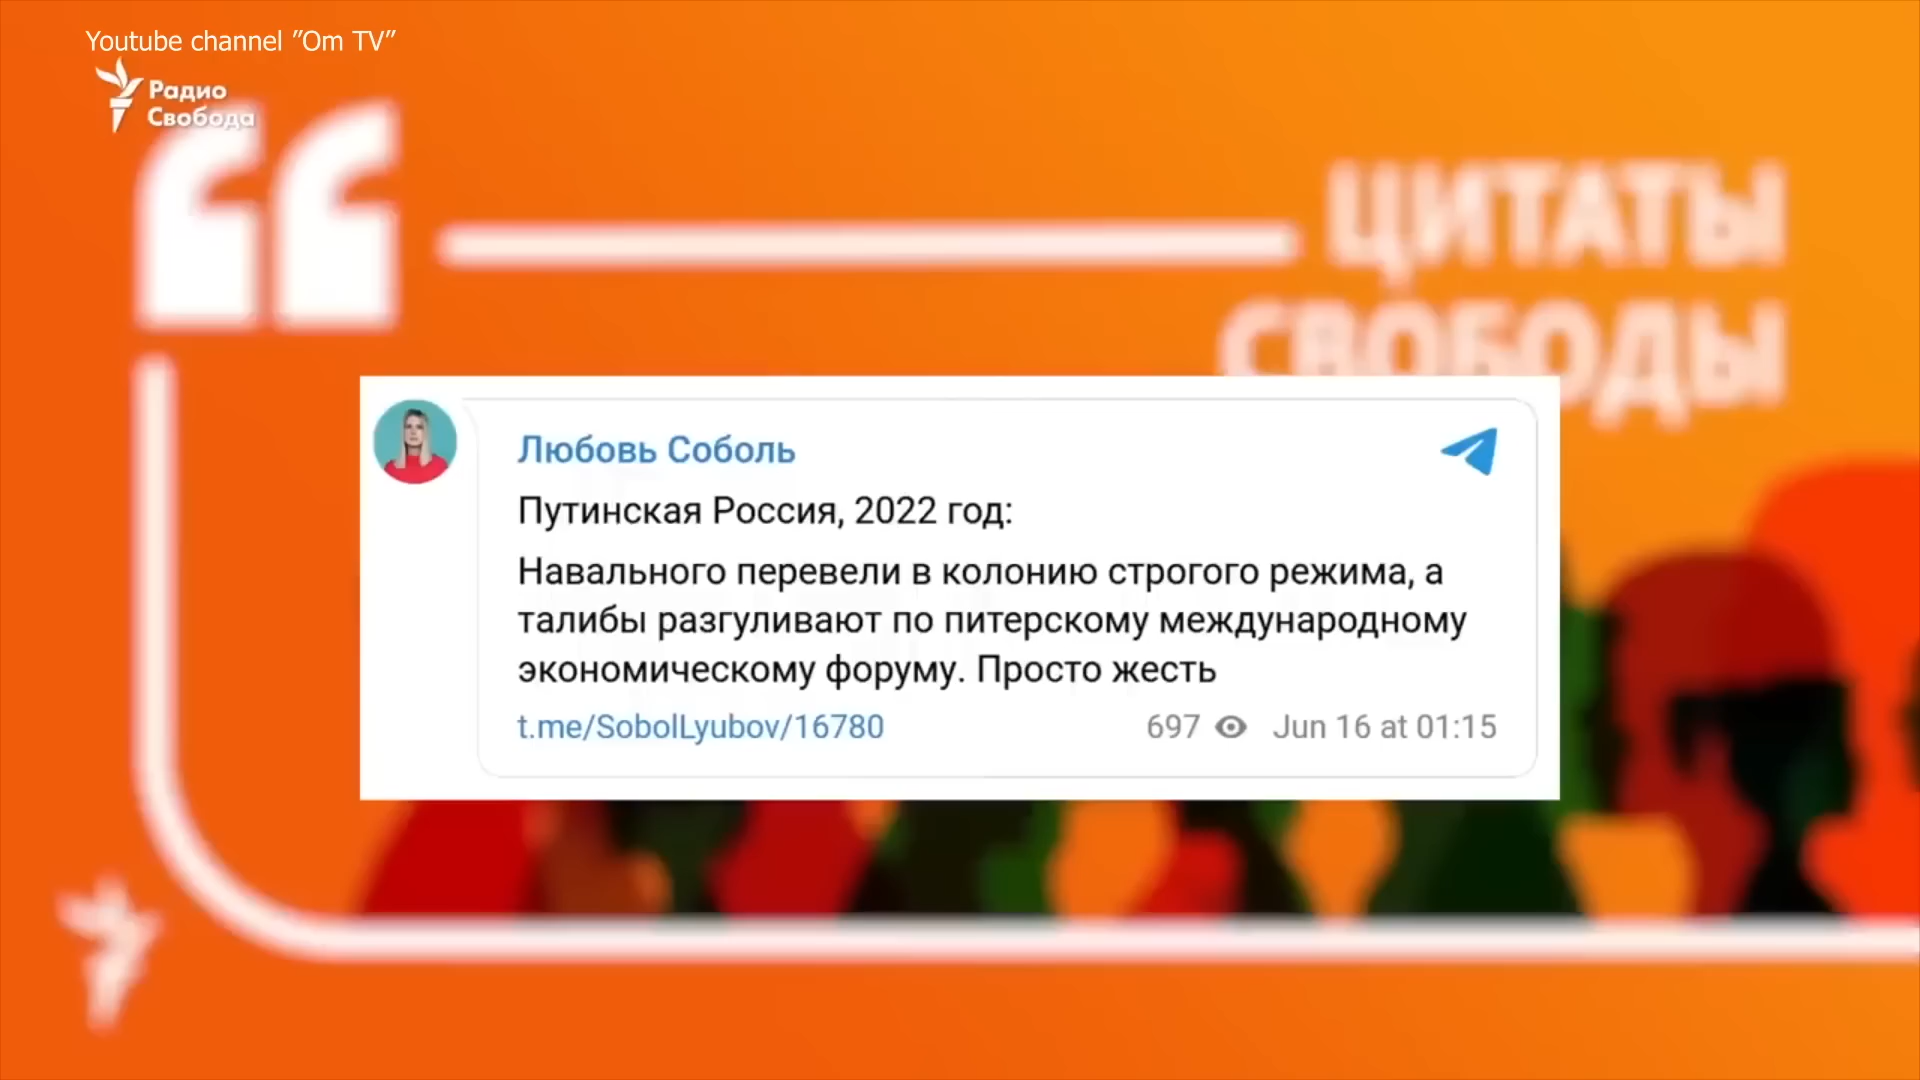 Youtube channel "Om TV"
Радио
Свобода
ЦИТАТЫ
СВОБОДЫ
Любовь Соболь
Путинская Россия, 2022 год:
Навального перевели в колонию строгого режима, а
талибы разгуливают по питерскому международному
экономическому форуму. Просто жесть
t.me/SobolLyubov/16780
697
Jun 16 at 01:15